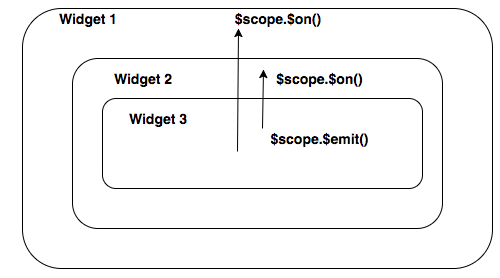 Widget 1
$scope.$on()
Widget 2
$scope.$on()
Widget 3
$scope.$emit()